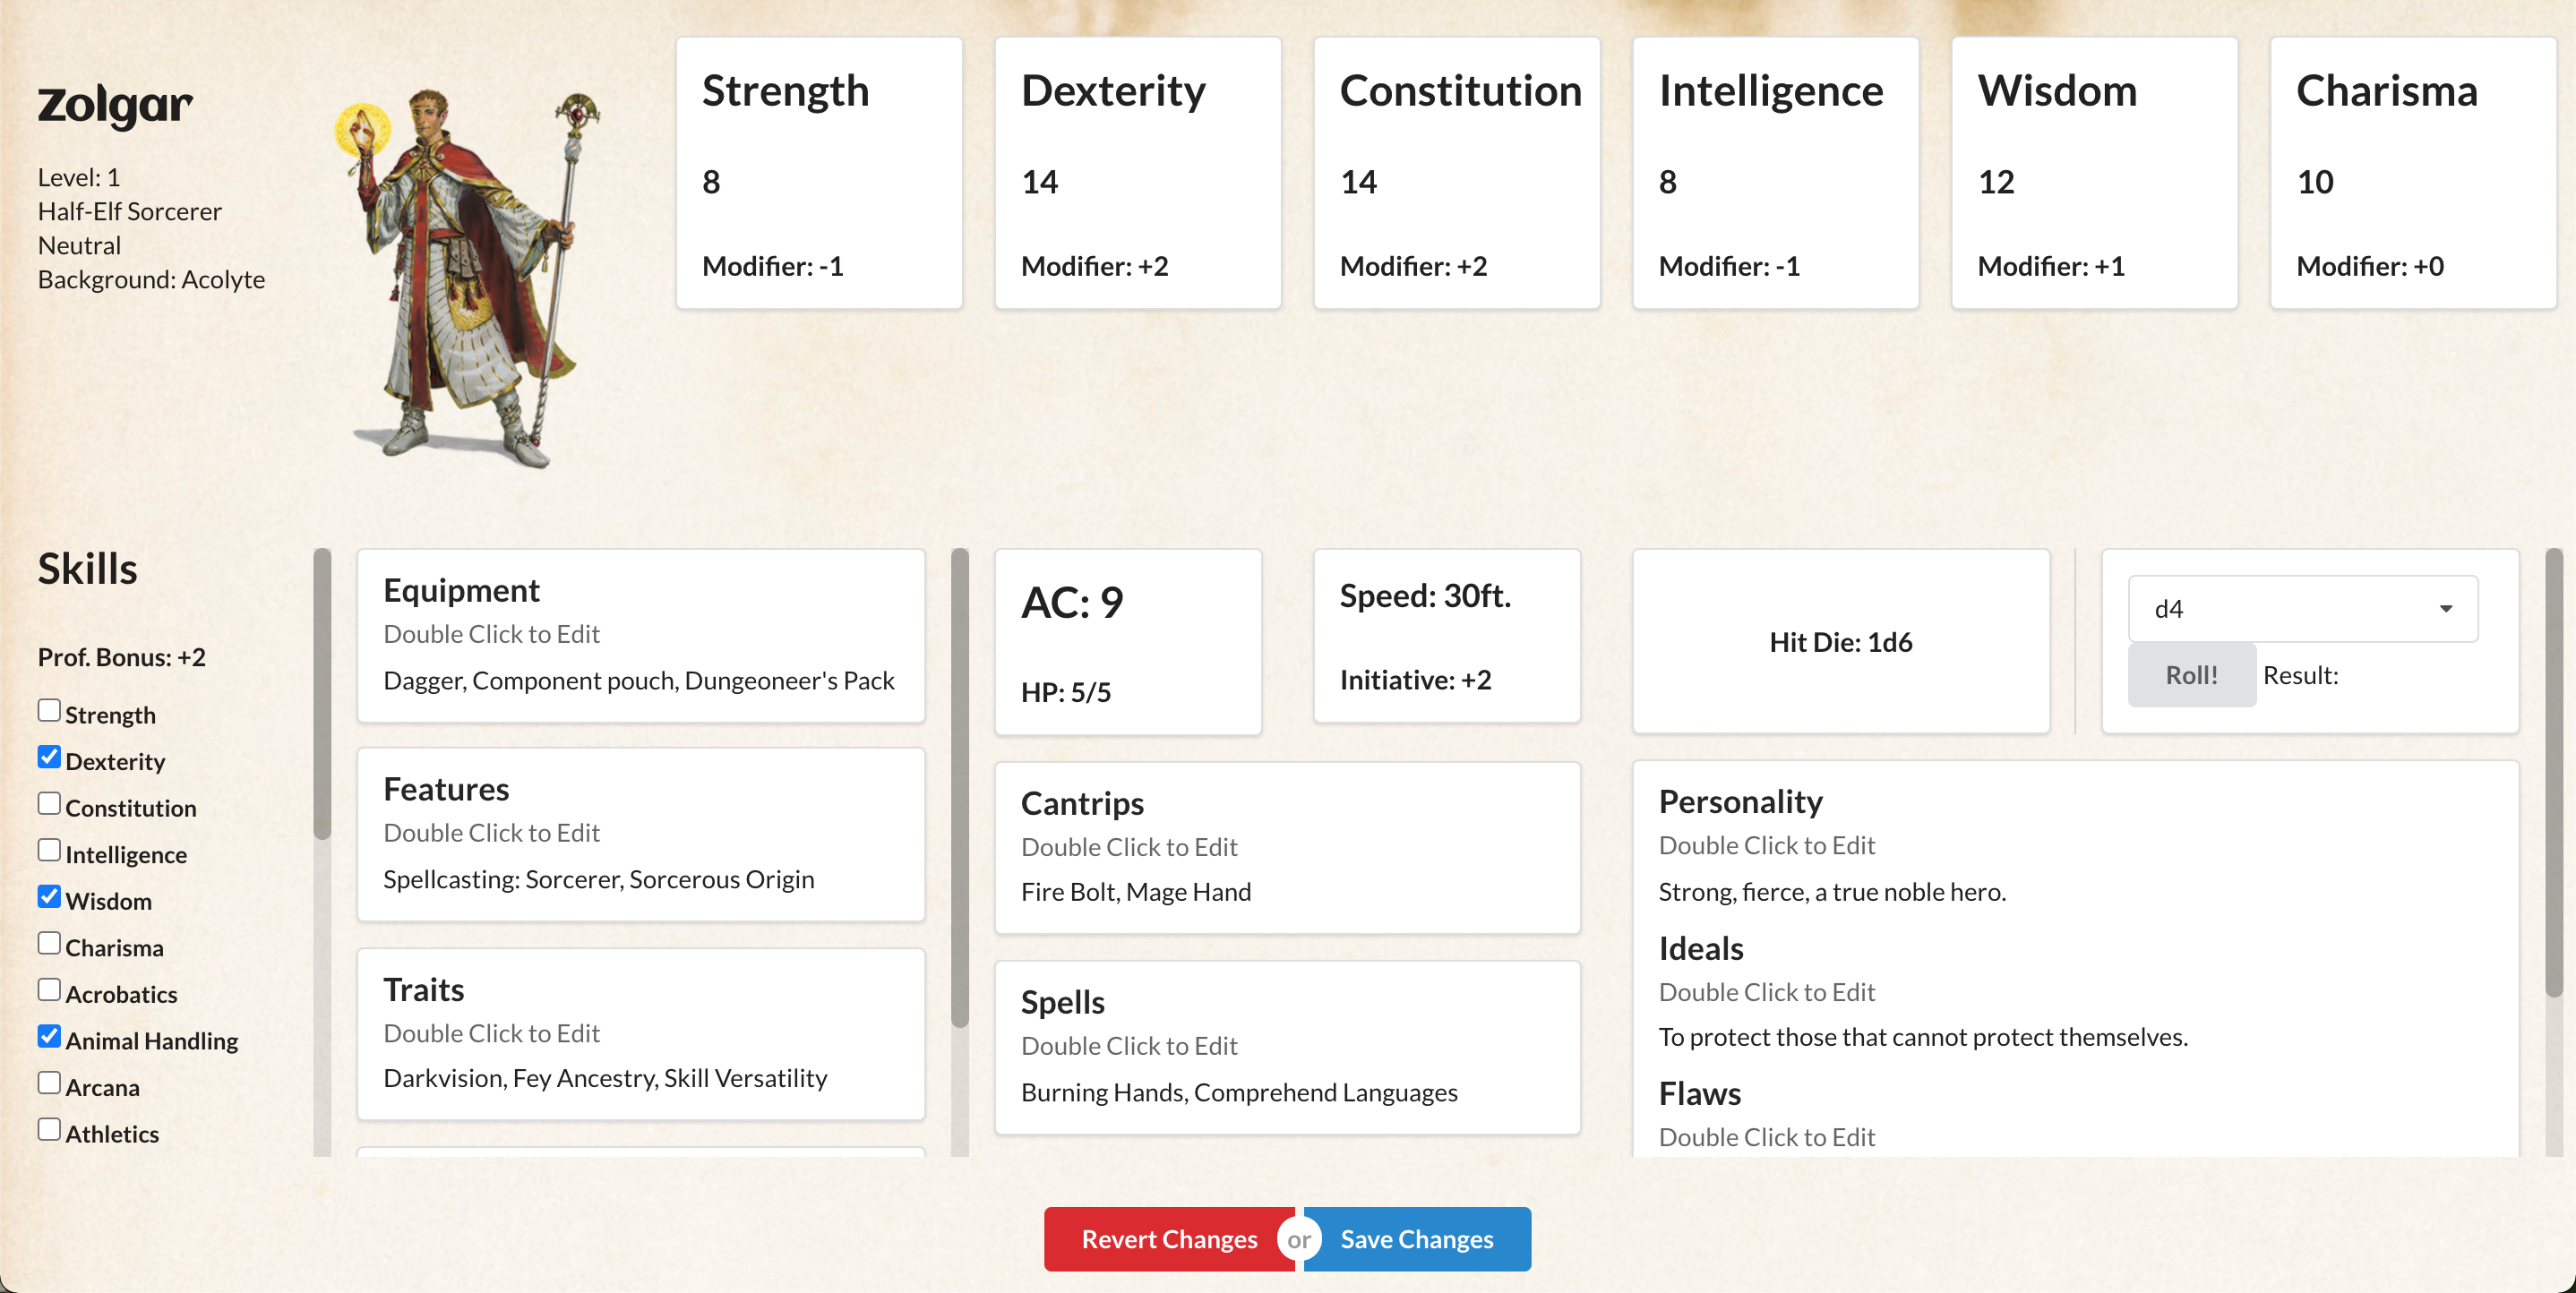 Zolgar
Level: 1
Half-Elf Sorcerer
Neutral
Background: Acolyte
Strength
8
Modifier: -1
Dexterity
14
Modifier: +2
Constitution
14
Modifier: +2
Intelligence
8
Modifier: -1
Wisdom
12
Modifier: +1
Charisma
10
Modifier: +0
Skills
Prof. Bonus: +2
Strength
Dexterity
Constitution
Intelligence
Wisdom
Charisma
Acrobatics
Animal Handling
Arcana
Athletics
Equipment
Double Click to Edit
Dagger, Component pouch, Dungeoneer's Pack
Features
Double Click to Edit
Spellcasting: Sorcerer, Sorcerous Origin
Traits
Double Click to Edit
Darkvision, Fey Ancestry, Skill Versatility
AC: 9
HP: 5/5
Speed: 30ft.
Initiative: +2
Cantrips
Double Click to Edit
Fire Bolt, Mage Hand
Spells
Double Click to Edit
Burning Hands, Comprehend Languages
Hit Die: 1d6
d4
Roll! Result:
Personality
Double Click to Edit
Strong, fierce, a true noble hero.
Ideals
Double Click to Edit
To protect those that cannot protect themselves.
Flaws
Double Click to Edit
Revert Changes or Save Changes